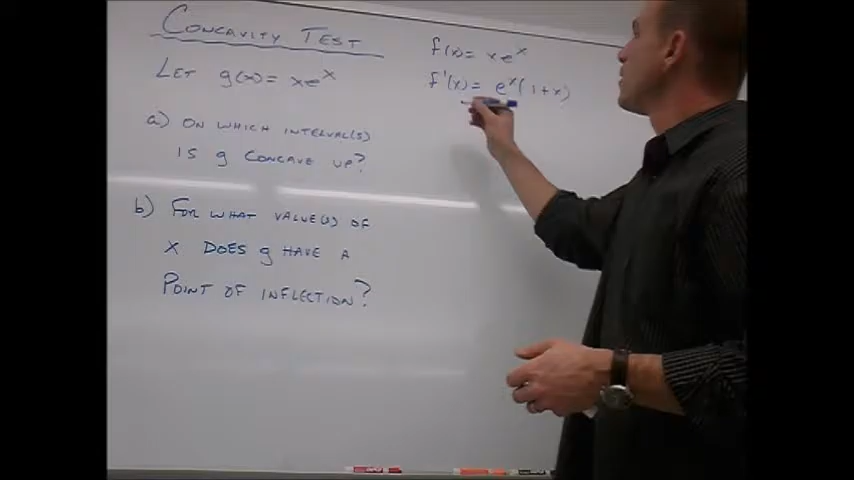 CONCAVITY TEST
LET g(x) = xe^x
a) ON WHICH INTERVAL(S)
IS g CONCAVE UP?
b) FOR WHAT VALUE(S) OF
X DOES g HAVE A
POINT OF INFLECTION?
f(x) = xe^x
f'(x) = e^x(1+x)